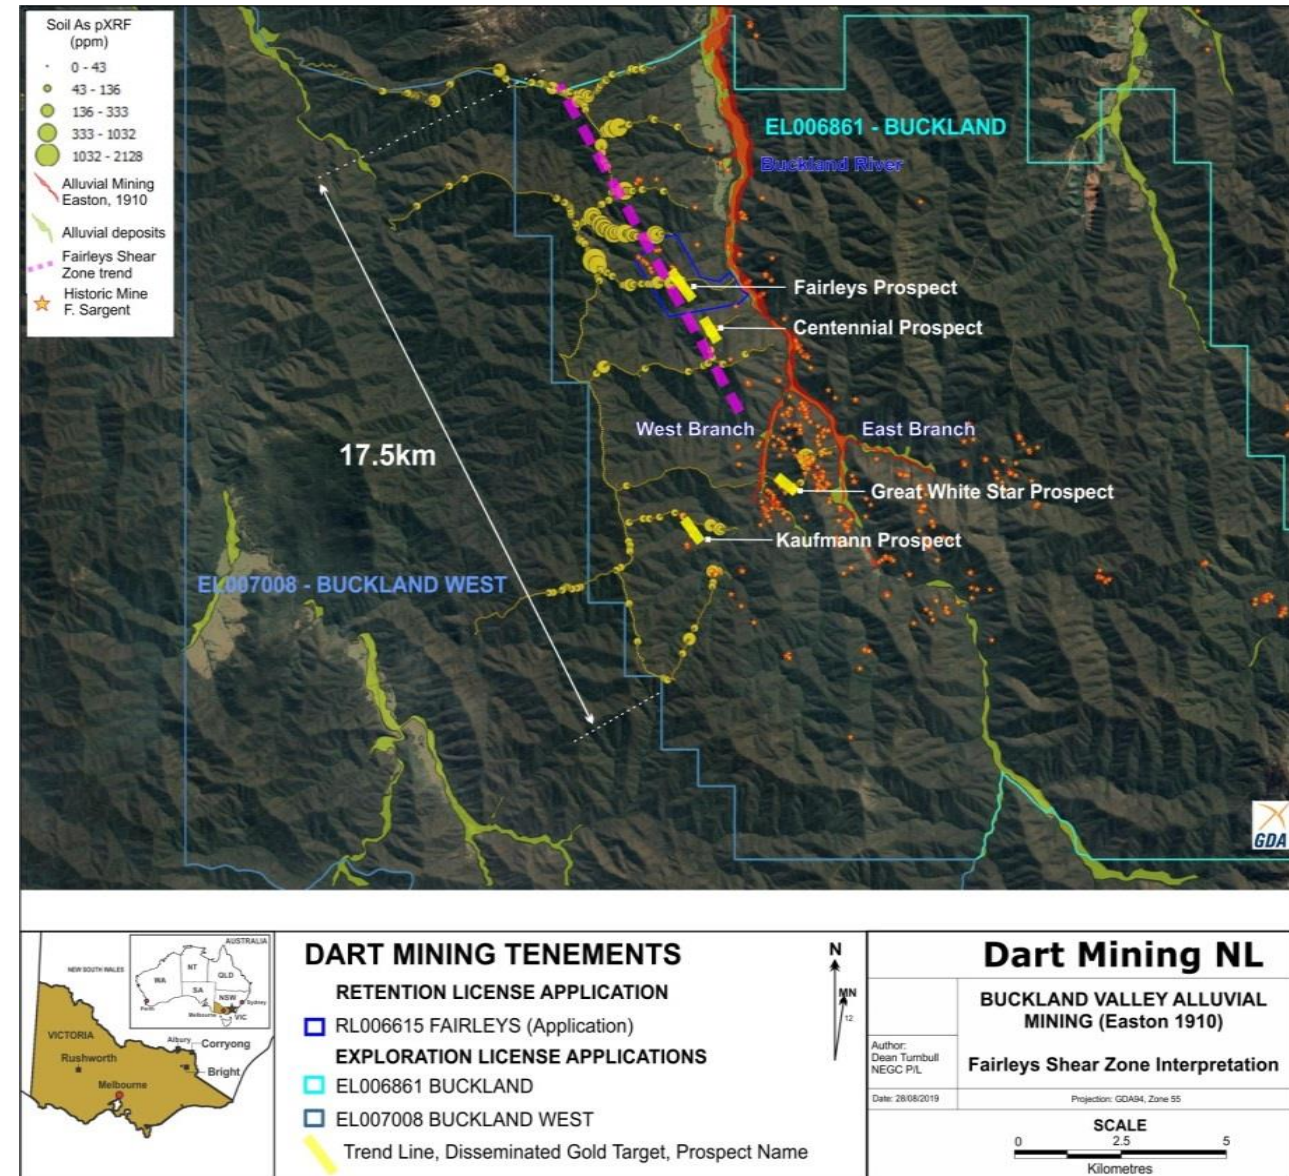 Soil As pXRF
(ppm)
0 - 43
43 - 136
136 - 333
333 - 1032
1032 - 2128
Alluvial Mining
Easton, 1910
Alluvial deposits
Fairleys Shear
Zone trend
Historic Mine
F. Sargent
EL006861 - BUCKLAND
Buckland River
Fairleys Prospect
Centennial Prospect
West Branch
East Branch
17.5km
Great White Star Prospect
Kaufmann Prospect
EL007008 - BUCKLAND WEST
GDA
NEW SOUTH WALES
AUSTRALIA
WA
NT
QLD
SA
NSW
Perth
Sydney
Melbourne
VIC
VICTORIA
Albury
Corryong
Rushworth
Bright
Melbourne
DART MINING TENEMENTS
RETENTION LICENSE APPLICATION
RL006615 FAIRLEYS (Application)
EXPLORATION LICENSE APPLICATIONS
EL006861 BUCKLAND
EL007008 BUCKLAND WEST
Trend Line, Disseminated Gold Target, Prospect Name
N
MN
12
Dart Mining NL
BUCKLAND VALLEY ALLUVIAL
MINING (Easton 1910)
Author:
Dean Turnbull
NEGC P/L
Fairleys Shear Zone Interpretation
Date: 28/08/2019
Projection: GDA94, Zone 55
SCALE
0 2.5 5
Kilometres